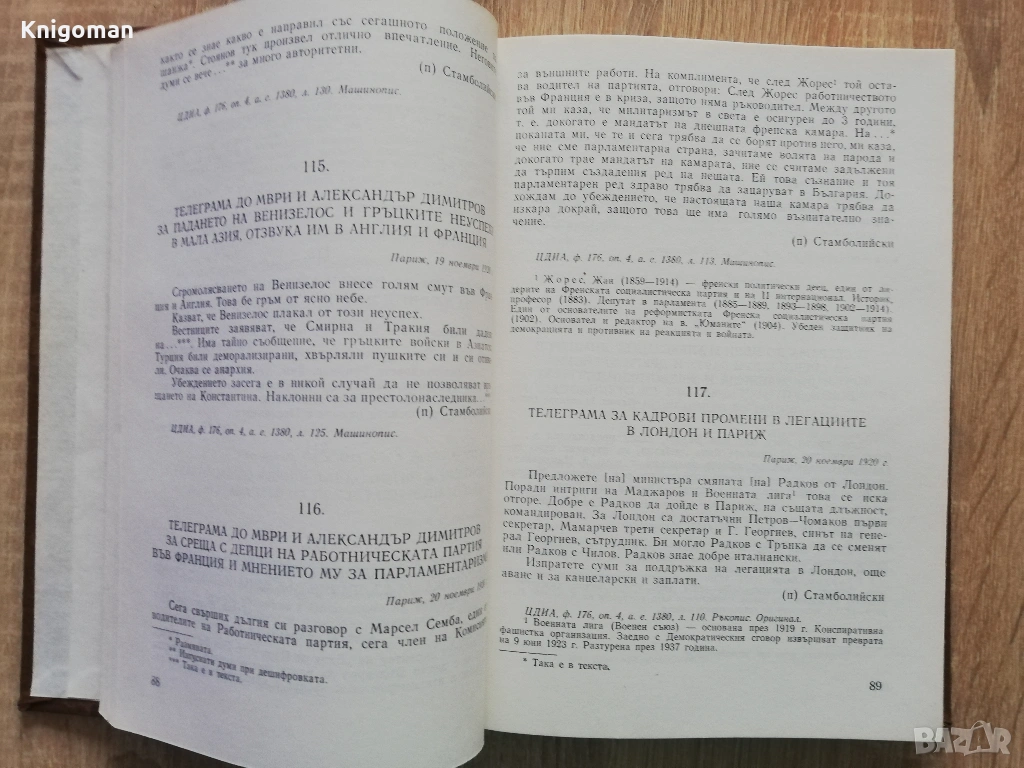 Knigoman
както се знае какво е направил със сегашното положение
Стоянов тук произвел отлично впечатление. Неговите
думи се вече ...** за много авторитетни.
(п) Стамболийски
ЦДИА, ф. 176, оп. 4, а. е. 1380, л. 130. Машинопис.
115.
ТЕЛЕГРАМА ДО МВРИ И АЛЕКСАНДЪР ДИМИТРОВ
ЗА ПАДАНЕТО НА ВЕНИЗЕЛОС И ГРЪЦКИТЕ НЕУСПЕХИ
В МАЛА АЗИЯ, ОТЗВУКА ИМ В АНГЛИЯ И ФРАНЦИЯ
Париж, 19 ноември
Сгромолясването на Венизелос внесе голям смут във
и Англия. Това бе гръм от ясно небе.
Казват, че Венизелос плакал от този неуспех.
Вестниците заявяват, че Смирна и Тракия били
на ...***. Има тайно съобщение, че гръцките войски в
Турция били деморализирани, хвърляли пушките си и си
ли. Очаква се анархия.
Убеждението засега е в никой случай да не позволяват
щането на Константина. Наклонни са за престолонаследника...
(п) Стамболийски
ЦДИА, ф. 176, оп. 4, а. е. 1380, л. 125. Машинопис.
116.
ТЕЛЕГРАМА ДО МВРИ И АЛЕКСАНДЪР ДИМИТРОВ
ЗА СРЕЩА С ДЕЙЦИ НА РАБОТНИЧЕСКАТА ПАРТИЯ
ВЪВ ФРАНЦИЯ И МНЕНИЕТО МУ ЗА ПАРЛАМЕНТАРИЗМА
Париж, 20 ноември
Сега свърших дългия си разговор с Марсел Семба,
водителите на Работническата партия, сега член на
* Размяната.
** Изпуснати думи при дешифровката.
*** Така е в текста.
88
за външните работи. На комплимента, че след Жорес¹ той оста-
ва водител на партията, отговори: След Жорес работничеството
във Франция е в криза, защото няма ръководител. Между другото
той ми каза, че милитаризмът в света е осигурен до 3 години,
т. е. докогато е мандатът на днешната френска камара. На ...*
поканата ми, че те и сега трябва да се борят против него, ми каза,
че ние сме парламентарна страна, зачитаме волята на народа и
докогато трае мандатът на камарата, ние се считаме задължени
да търпим създадения ред на нещата. Ей това съзнание и тоя
парламентарен ред здраво трябва да зацаруват в България. До-
хождам до убеждението, че настоящата наша камара трябва да
изкара докрай, защото това ще има голямо възпитателно зна-
чение.
(п) Стамболийски
ЦДИА, ф. 176, оп. 4, а. е. 1380, л. 113. Машинопис.
¹ Жорес, Жан (1859—1914) — френски политически деец, един от ли-
дерите на Френската социалистическа партия и на II интернационал. Историк,
професор (1883). Депутат в парламента (1885—1889, 1893—1898, 1902—1914).
Един от основателите на реформистката Френска социалистическа партия
(1902). Основател и редактор на в. „Юманите" (1904). Убеден защитник на
демокрацията и противник на реакцията и войната.
117.
ТЕЛЕГРАМА ЗА КАДРОВИ ПРОМЕНИ В ЛЕГАЦИИТЕ
В ЛОНДОН И ПАРИЖ
Париж, 20 ноември 1920 г.
Предложете [на] министъра смяната [на] Радков от Лондон.
Поради интриги на Маджаров и Военната лига¹ това се иска
отгоре. Добре е Радков да дойде в Париж, на същата длъжност,
командирован. За Лондон са достатъчни Петров—Чомаков първи
секретар, Мамарчев трети секретар и Г. Георгиев, синът на гене-
рал Георгиев, сътрудник. Би могло Радков с Трънка да се сменят
или Радков с Чилов. Радков знае добре италиански.
Изпратете суми за поддръжка на легацията в Лондон, още
аванс и за канцеларски и заплати.
(п) Стамболийски
ЦДИА, ф. 176, оп. 4, а. е. 1380, л. 110. Ръкопис. Оригинал.
¹ Военната лига (Военен съюз) — основана през 1919 г. Конспиративна
фашистка организация. Заедно с Демократическия сговор извършват преврата
на 9 юни 1923 г. Разтурена през 1937 година.
* Така е в текста.
89
BAZAR